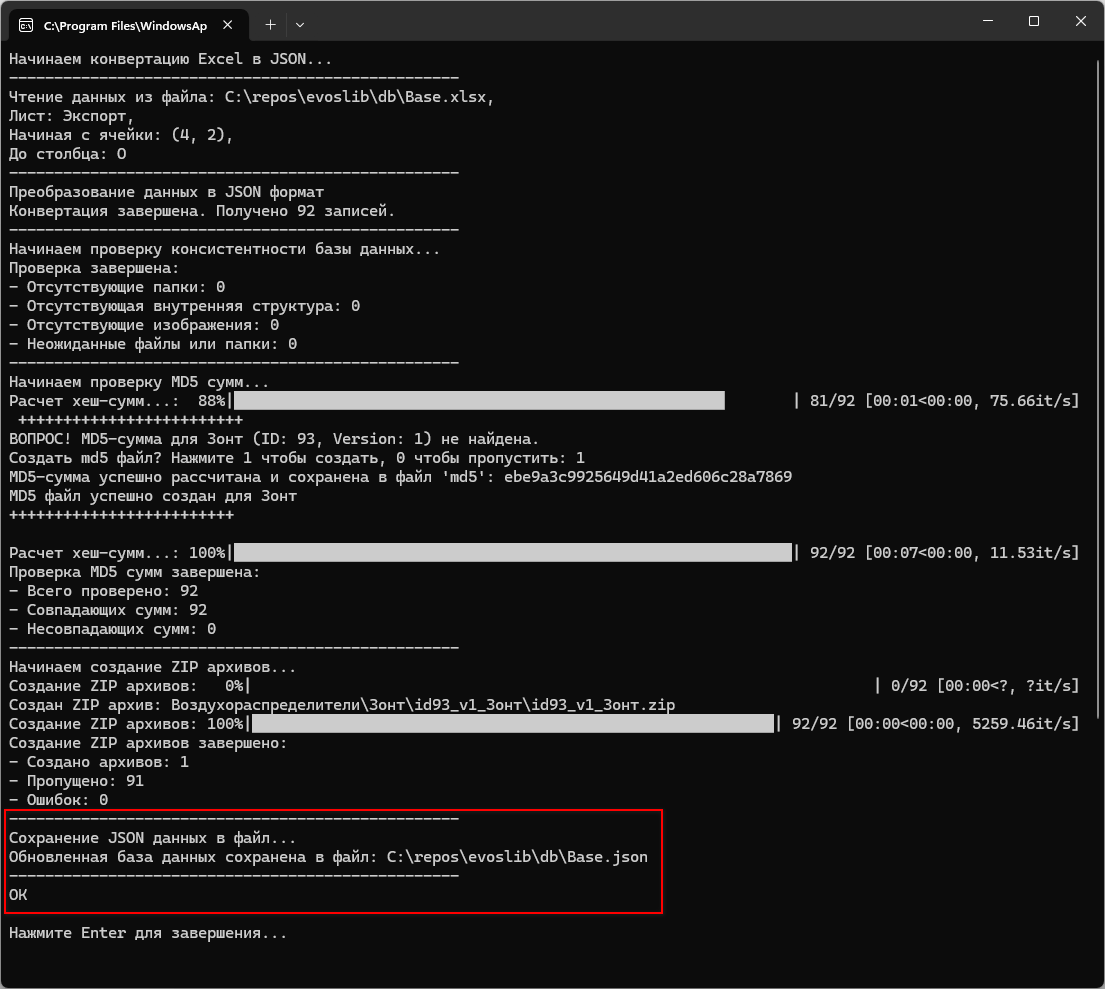 C:\Program Files\WindowsAp
Начинаем конвертацию Excel в JSON...
--------------------------------------------------
Чтение данных из файла: C:\repos\evoslib\db\Base.xlsx,
Лист: Экспорт,
Начиная с ячейки: (4, 2),
До столбца: O
--------------------------------------------------
Преобразование данных в JSON формат
Конвертация завершена. Получено 92 записей.
--------------------------------------------------
Начинаем проверку консистентности базы данных...
Проверка завершена:
- Отсутствующие папки: 0
- Отсутствующая внутренняя структура: 0
- Отсутствующие изображения: 0
- Неожиданные файлы или папки: 0
--------------------------------------------------
Начинаем проверку MD5 сумм...
Расчет хеш-сумм...:  88%| | 81/92 [00:01<00:00, 75.66it/s]
+++++++++++++++++++++++++
ВОПРОС! MD5-сумма для Зонт (ID: 93, Version: 1) не найдена.
Создать md5 файл? Нажмите 1 чтобы создать, 0 чтобы пропустить: 1
MD5-сумма успешно рассчитана и сохранена в файл 'md5': ebe9a3c9925649d41a2ed606c28a7869
MD5 файл успешно создан для Зонт
+++++++++++++++++++++++++
Расчет хеш-сумм...: 100%| | 92/92 [00:07<00:00, 11.53it/s]
Проверка MD5 сумм завершена:
- Всего проверено: 92
- Совпадающих сумм: 92
- Несовпадающих сумм: 0
--------------------------------------------------
Начинаем создание ZIP архивов...
Создание ZIP архивов:   0%| | 0/92 [00:00<?, ?it/s]
Создан ZIP архив: Воздухораспределители\Зонт\id93_v1_Зонт\id93_v1_Зонт.zip
Создание ZIP архивов: 100%| | 92/92 [00:00<00:00, 5259.46it/s]
Создание ZIP архивов завершено:
- Создано архивов: 1
- Пропущено: 91
- Ошибок: 0
--------------------------------------------------
Сохранение JSON данных в файл...
Обновленная база данных сохранена в файл: C:\repos\evoslib\db\Base.json
--------------------------------------------------
ОК
Нажмите Enter для завершения...